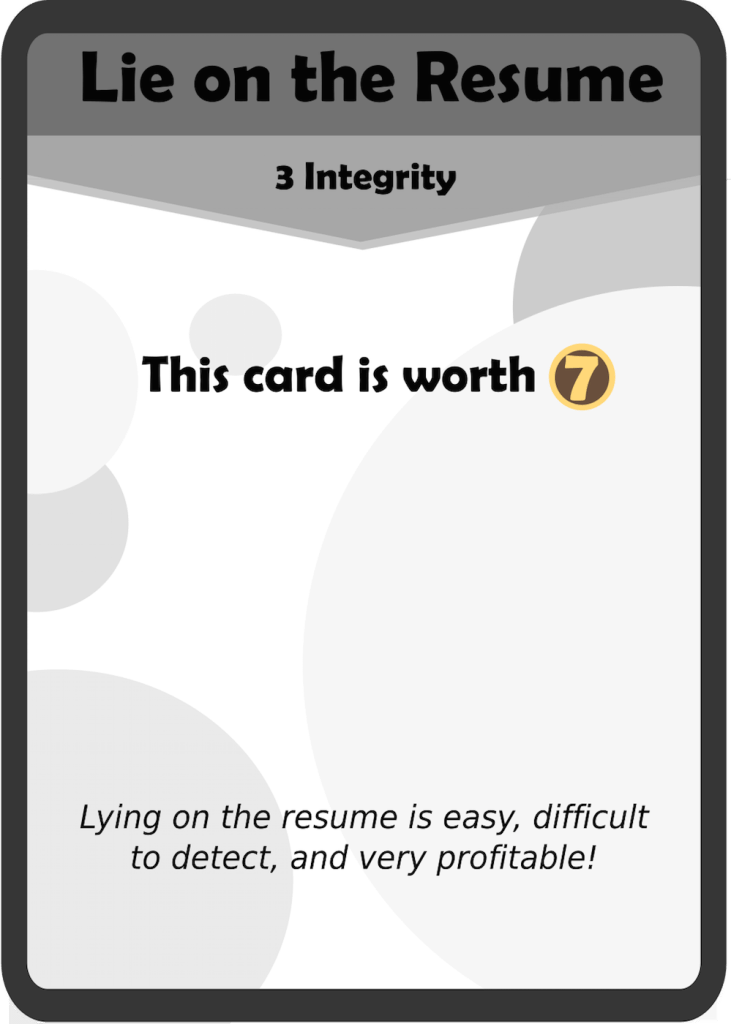 Lie on the Resume
3 Integrity
This card is worth 7
Lying on the resume is easy, difficult
to detect, and very profitable!